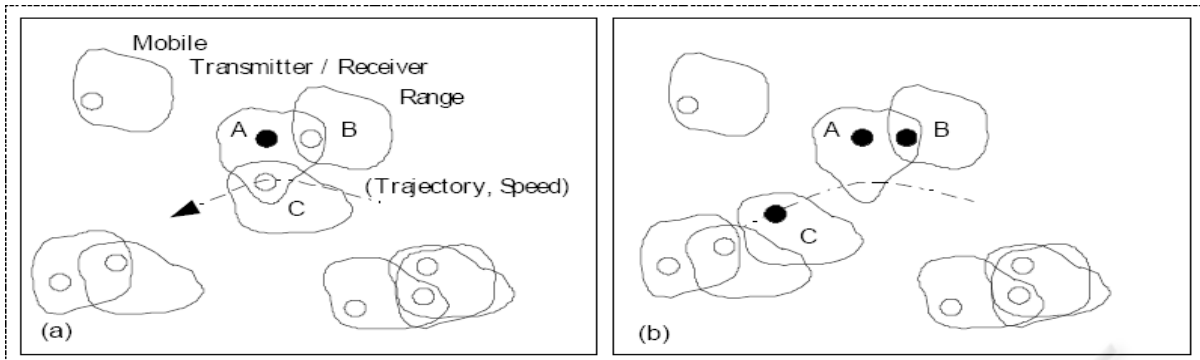 Mobile
Transmitter / Receiver
Range
A
B
(Trajectory, Speed)
C
(a)
A
B
C
(b)